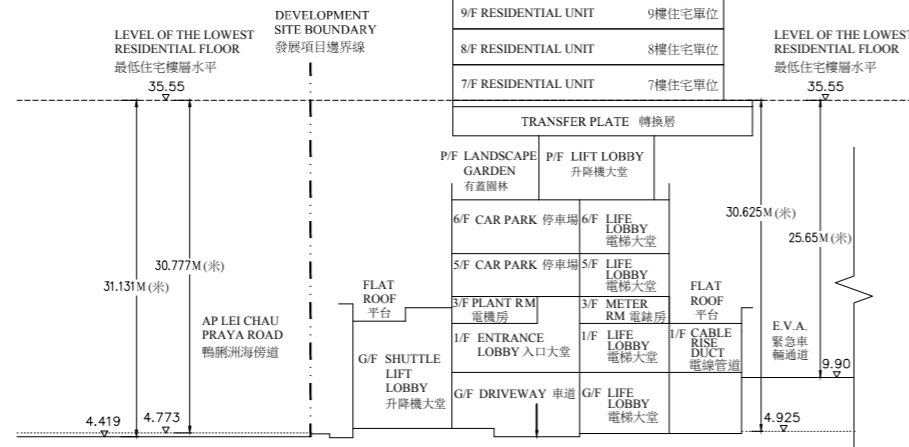 DEVELOPMENT
SITE BOUNDARY
發展項目邊界線
LEVEL OF THE LOWEST
RESIDENTIAL FLOOR
最低住宅樓層水平
35.55
9/F RESIDENTIAL UNIT 9樓住宅單位
8/F RESIDENTIAL UNIT 8樓住宅單位
7/F RESIDENTIAL UNIT 7樓住宅單位
LEVEL OF THE LOWEST
RESIDENTIAL FLOOR
最低住宅樓層水平
35.55
TRANSFER PLATE 轉換層
P/F LANDSCAPE
GARDEN
有蓋園林
P/F LIFT LOBBY
升降機大堂
6/F CAR PARK 停車場
6/F LIFE
LOBBY
電梯大堂
5/F CAR PARK 停車場
5/F LIFE
LOBBY
電梯大堂
3/F PLANT RM
電機房
3/F METER
RM 電錶房
1/F ENTRANCE
LOBBY 入口大堂
1/F LIFE
LOBBY
電梯大堂
1/F CABLE
RISE
DUCT
電線管道
G/F DRIVEWAY 車道
G/F LIFE
LOBBY
電梯大堂
FLAT
ROOF
平台
G/F SHUTTLE
LIFT
LOBBY
升降機大堂
FLAT
ROOF
平台
30.777M(米)
31.131M(米)
AP LEI CHAU
PRAYA ROAD
鴨脷洲海傍道
4.419
4.773
30.625M(米)
25.65M(米)
E.V.A.
緊急車
輛通道
9.90
4.925